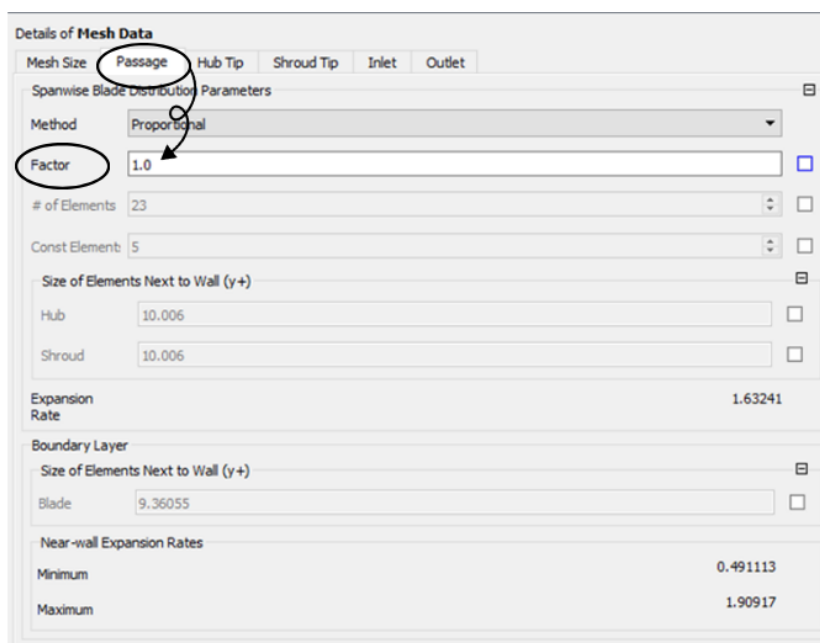 Details of Mesh Data
Mesh Size Passage Hub Tip Shroud Tip Inlet Outlet
Spanwise Blade Distribution Parameters
Method Proportional
Factor 1.0
# of Elements 23
Const Element: 5
Size of Elements Next to Wall (y+)
Hub 10.006
Shroud 10.006
Expansion 1.63241
Rate
Boundary Layer
Size of Elements Next to Wall (y+)
Blade 9.36055
Near-wall Expansion Rates
Minimum 0.491113
Maximum 1.90917